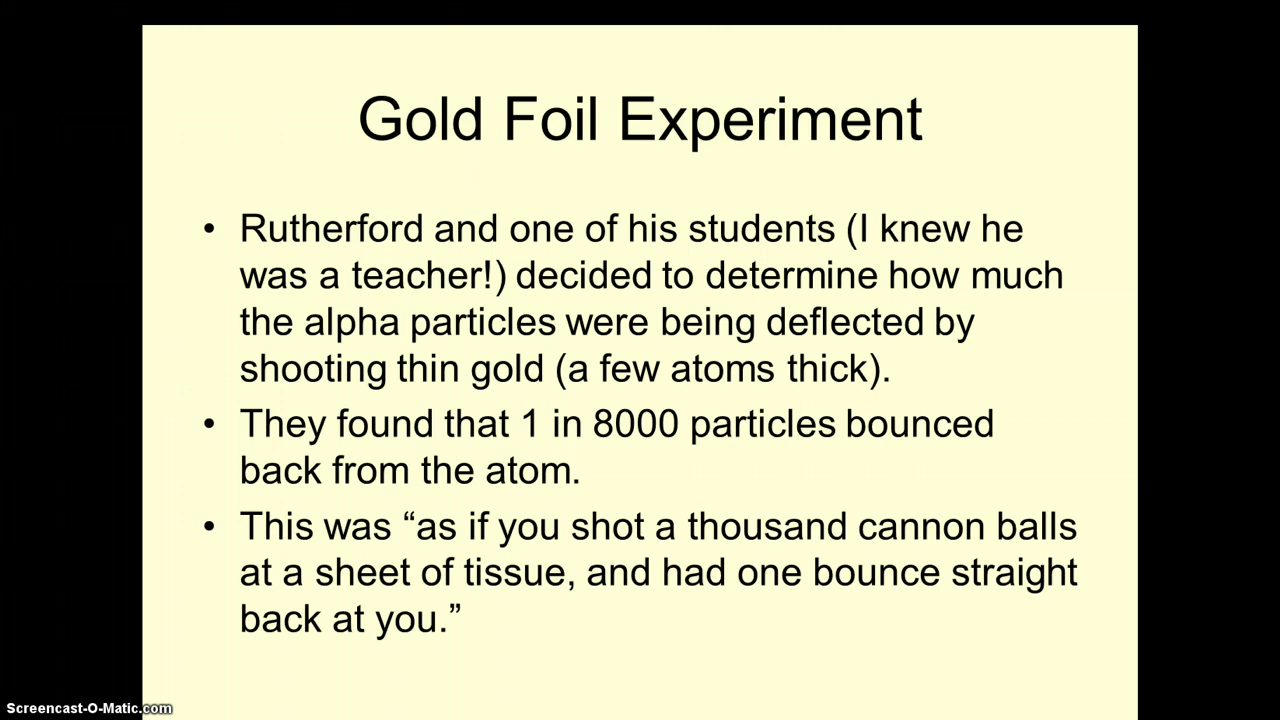 Gold Foil Experiment
• Rutherford and one of his students (I knew he
was a teacher!) decided to determine how much
the alpha particles were being deflected by
shooting thin gold (a few atoms thick).
• They found that 1 in 8000 particles bounced
back from the atom.
• This was “as if you shot a thousand cannon balls
at a sheet of tissue, and had one bounce straight
back at you.”
Screencast-O-Matic.com